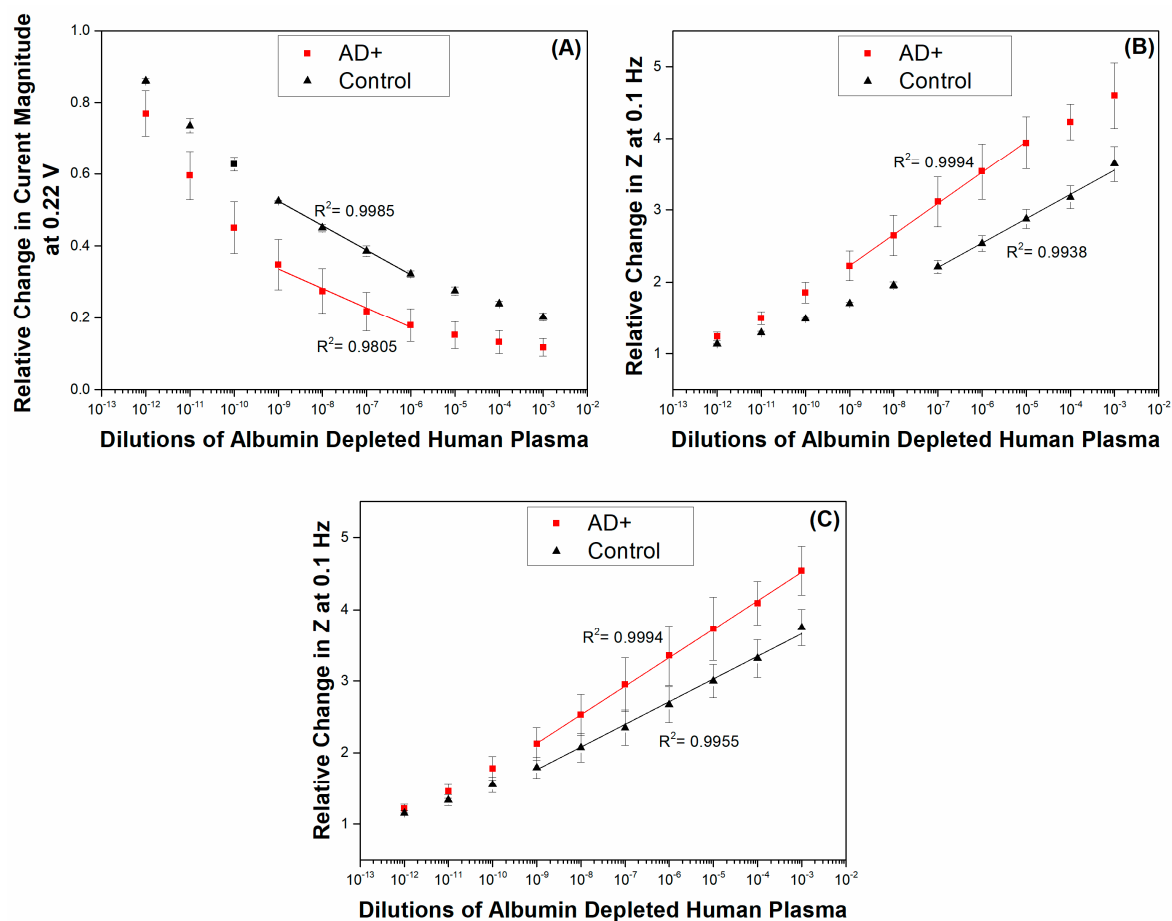 (A)
AD+
Control
Relative Change in Current Magnitude
at 0.22 V
0.0
0.2
0.4
0.6
0.8
1.0
R²= 0.9985
R²= 0.9805
10⁻¹³ 10⁻¹² 10⁻¹¹ 10⁻¹⁰ 10⁻⁹ 10⁻⁸ 10⁻⁷ 10⁻⁶ 10⁻⁵ 10⁻⁴ 10⁻³ 10⁻²
Dilutions of Albumin Depleted Human Plasma
(B)
AD+
Control
Relative Change in Z at 0.1 Hz
5
4
3
2
1
R²= 0.9994
R²= 0.9938
10⁻¹³ 10⁻¹² 10⁻¹¹ 10⁻¹⁰ 10⁻⁹ 10⁻⁸ 10⁻⁷ 10⁻⁶ 10⁻⁵ 10⁻⁴ 10⁻³ 10⁻²
Dilutions of Albumin Depleted Human Plasma
(C)
AD+
Control
Relative Change in Z at 0.1 Hz
5
4
3
2
1
R²= 0.9994
R²= 0.9955
10⁻¹³ 10⁻¹² 10⁻¹¹ 10⁻¹⁰ 10⁻⁹ 10⁻⁸ 10⁻⁷ 10⁻⁶ 10⁻⁵ 10⁻⁴ 10⁻³ 10⁻²
Dilutions of Albumin Depleted Human Plasma